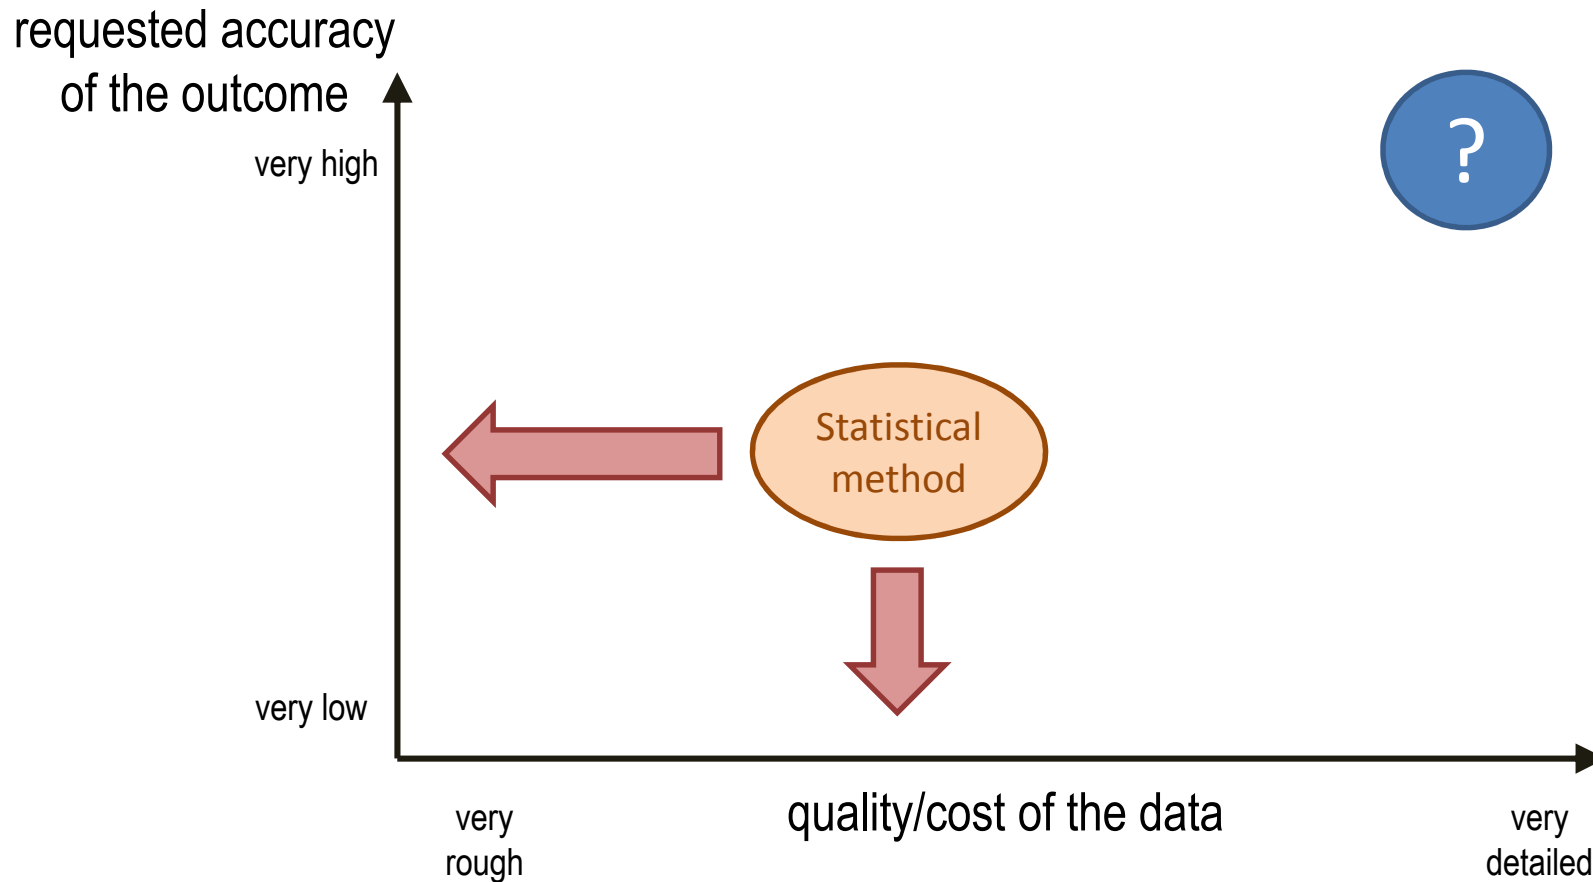 requested accuracy
of the outcome
very high
?
Statistical
method
very low
very
rough
quality/cost of the data
very
detailed